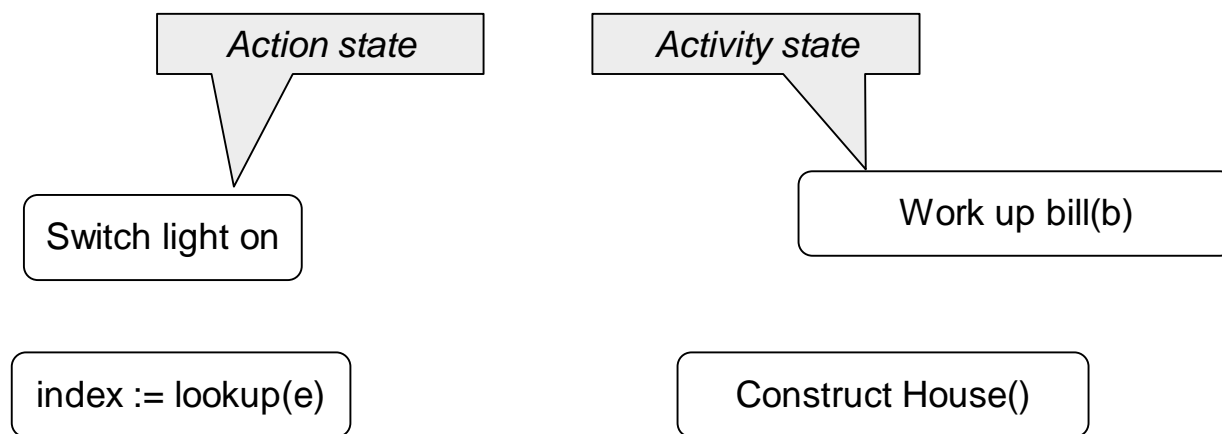 Action state
Activity state
Switch light on
Work up bill(b)
index := lookup(e)
Construct House()